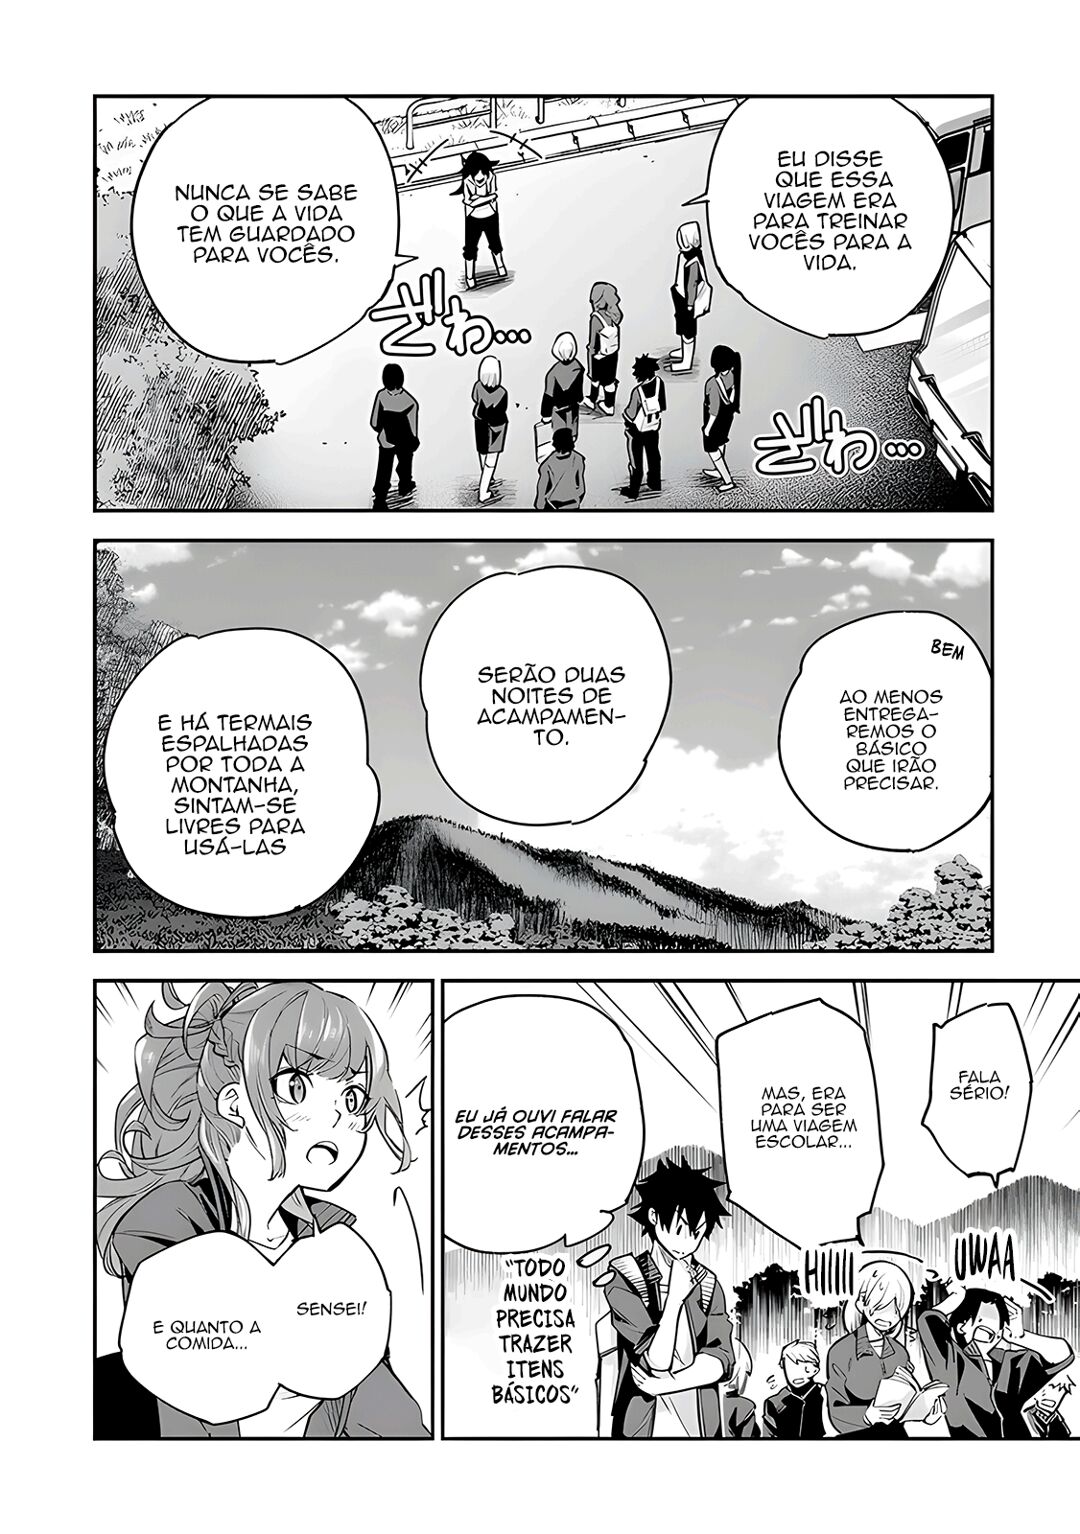 EU DISSE
QUE ESSA
VIAGEM ERA
PARA TREINAR
VOCÊS PARA A
VIDA.
NUNCA SE SABE
O QUE A VIDA
TEM GUARDADO
PARA VOCÊS.
ざわ…
ざわ…
BEM
AO MENOS
ENTREGA-
REMOS O
BÁSICO
QUE IRÃO
PRECISAR.
SERÃO DUAS
NOITES DE
ACAMPAMEN-
TO.
E HÁ TERMAIS
ESPALHADAS
POR TODA A
MONTANHA,
SINTAM-SE
LIVRES PARA
USÁ-LAS
FALA
SÉRIO!
MAS, ERA
PARA SER
UMA VIAGEM
ESCOLAR...
EU JÁ OUVI FALAR
DESSES ACAMPA-
MENTOS...
UWAA
HIIIII
"TODO
MUNDO
PRECISA
TRAZER
ITENS
BÁSICOS"
SENSEI!
E QUANTO A
COMIDA...